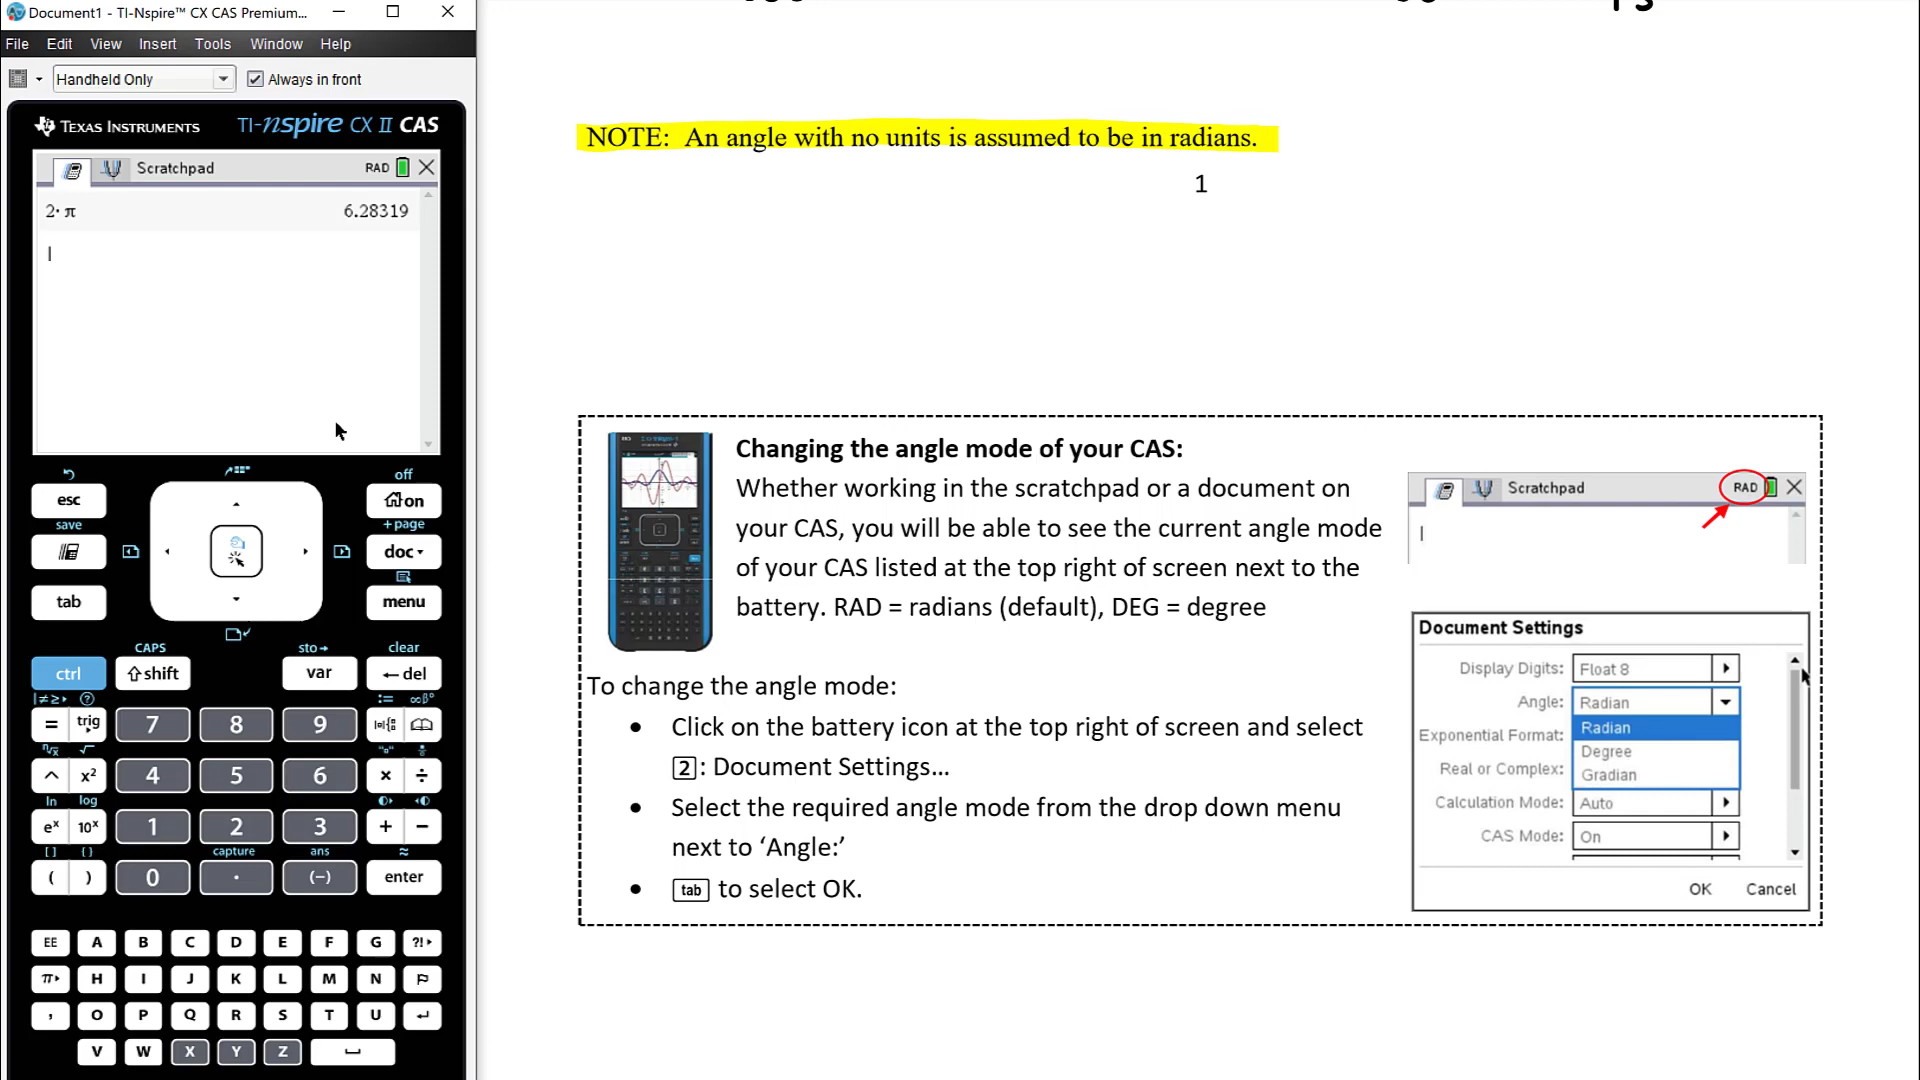 Document1 - TI-Nspire™ CX CAS Premium...
File Edit View Insert Tools Window Help
Handheld Only Always in front
TEXAS INSTRUMENTS TI-nspire CX II CAS
Scratchpad RAD
2·π 6.28319
off
esc on
save +page
doc
tab menu
CAPS sto→ clear
ctrl shift var ←del
= trig 7 8 9
^ x² 4 5 6 × ÷
ln log
eˣ 10ˣ 1 2 3 + −
[ ] { } capture ans ≈
( ) 0 . (−) enter
EE A B C D E F G ?!
π H I J K L M N
, O P Q R S T U
V W X Y Z
NOTE: An angle with no units is assumed to be in radians.
1
Changing the angle mode of your CAS:
Whether working in the scratchpad or a document on
your CAS, you will be able to see the current angle mode
of your CAS listed at the top right of screen next to the
battery. RAD = radians (default), DEG = degree
To change the angle mode:
• Click on the battery icon at the top right of screen and select
2: Document Settings...
• Select the required angle mode from the drop down menu
next to ‘Angle:’
• tab to select OK.
Scratchpad RAD
Document Settings
Display Digits: Float 8
Angle: Radian
Radian
Exponential Format:
Degree
Real or Complex:
Gradian
Calculation Mode: Auto
CAS Mode: On
OK Cancel